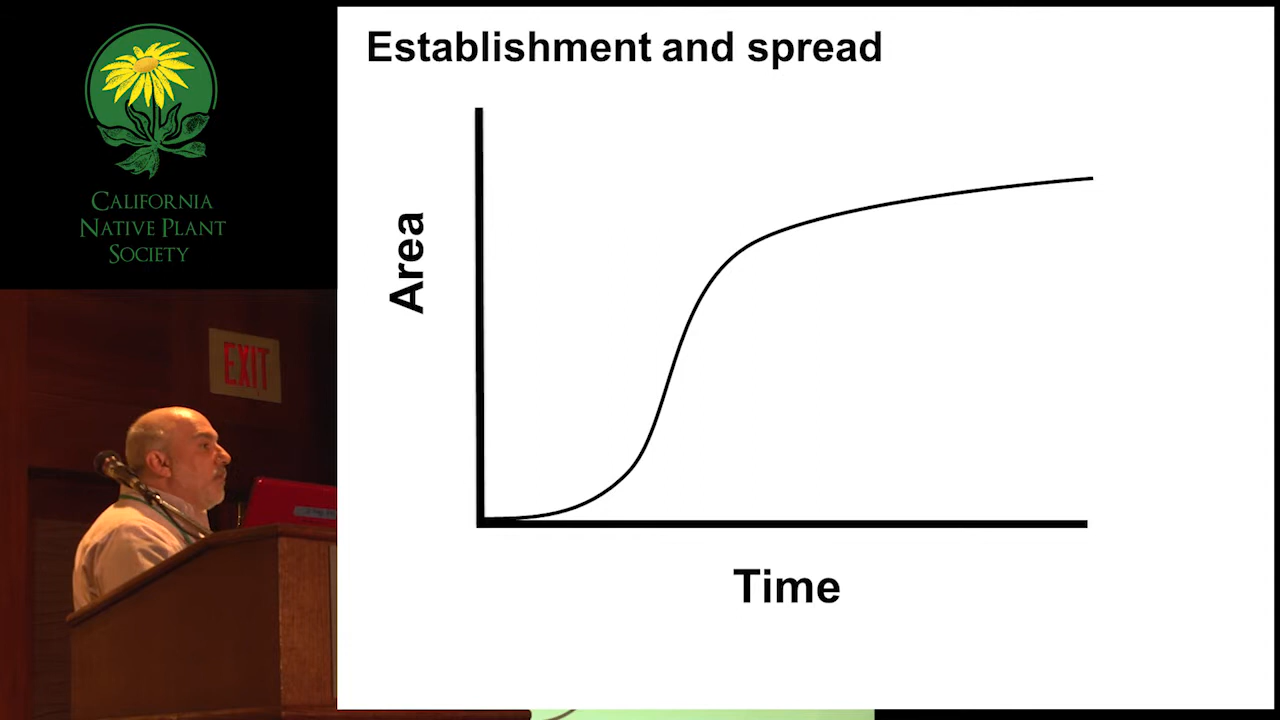 Establishment and spread
Area
Time
CALIFORNIA
NATIVE PLANT
SOCIETY
EXIT